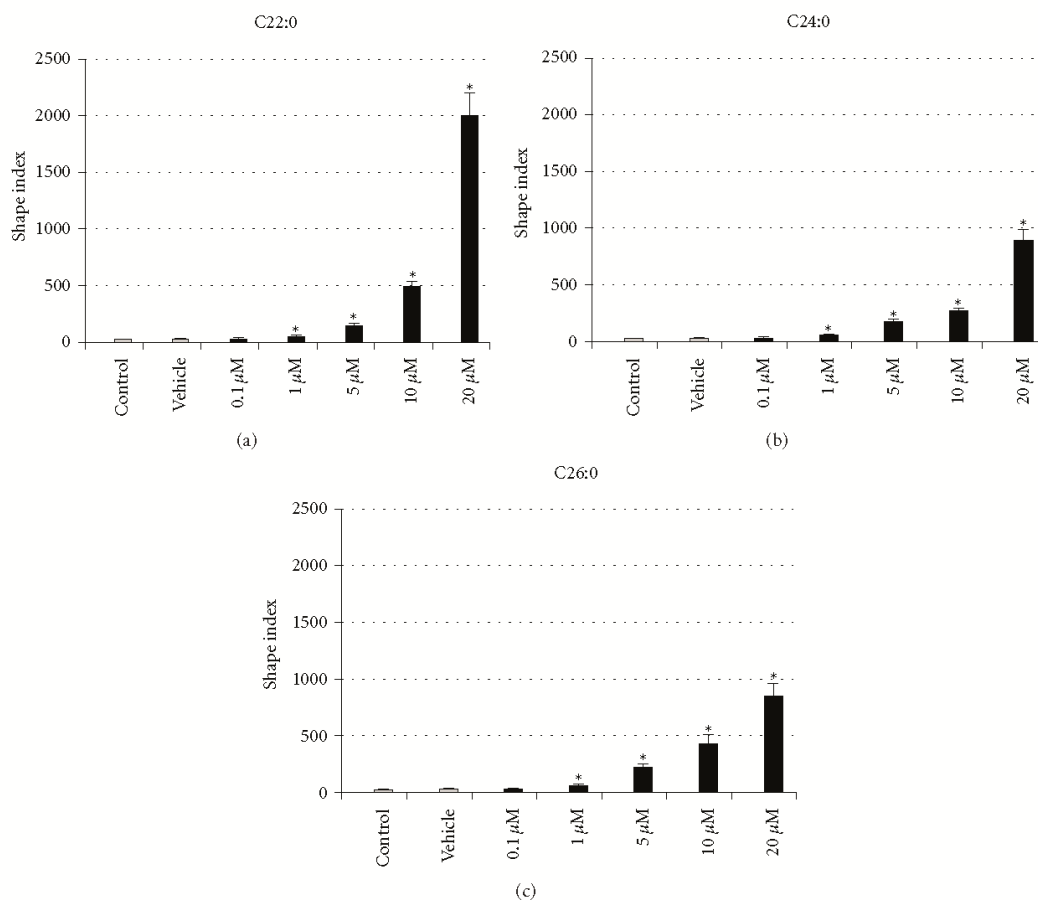 C22:0
2500
2000
1500
1000
500
0
Shape index
*
*
*
*
Control
Vehicle
0.1 μM
1 μM
5 μM
10 μM
20 μM
(a)
C24:0
2500
2000
1500
1000
500
0
Shape index
*
*
*
*
Control
Vehicle
0.1 μM
1 μM
5 μM
10 μM
20 μM
(b)
C26:0
2500
2000
1500
1000
500
0
Shape index
*
*
*
*
Control
Vehicle
0.1 μM
1 μM
5 μM
10 μM
20 μM
(c)